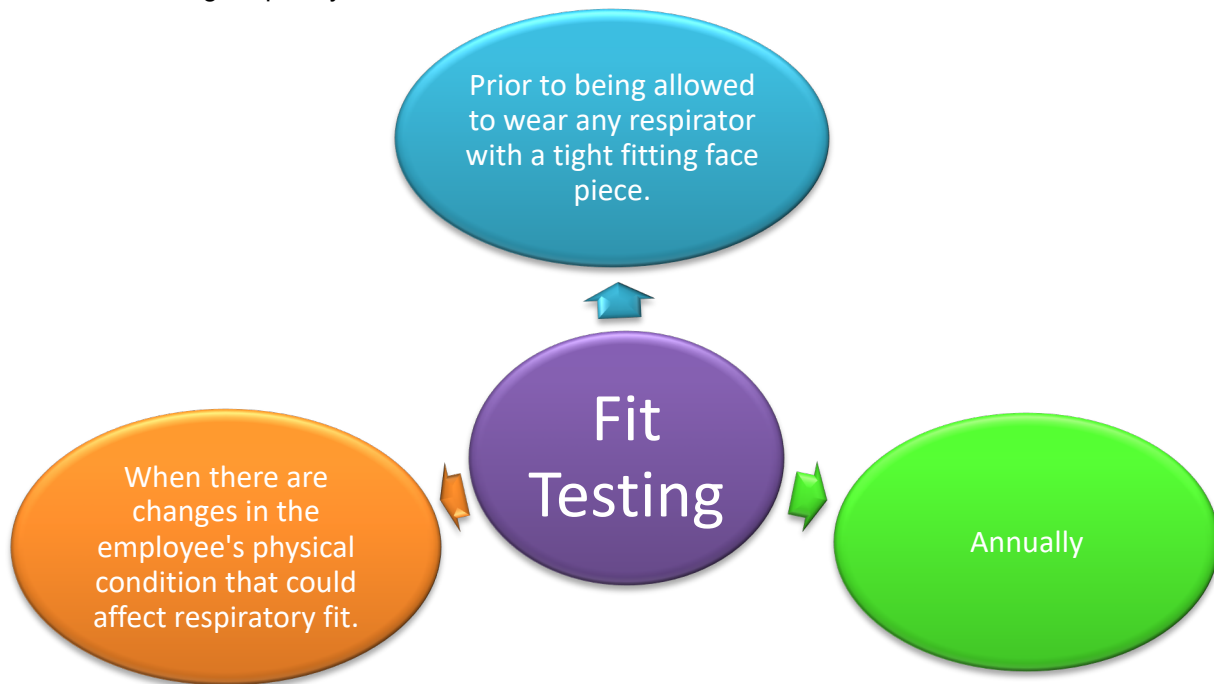 Prior to being allowed
to wear any respirator
with a tight fitting face
piece.
Fit
Testing
When there are
changes in the
employee's physical
condition that could
affect respiratory fit.
Annually